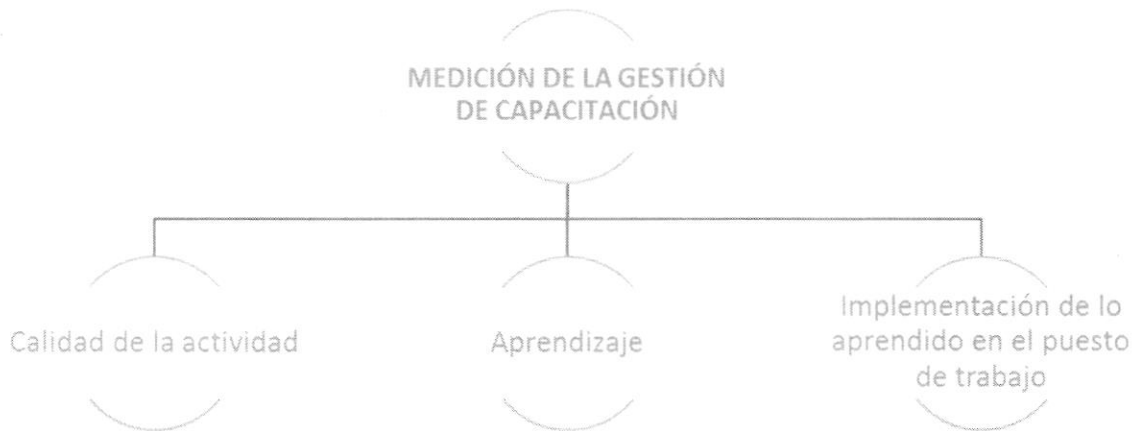 MEDICIÓN DE LA GESTIÓN
DE CAPACITACIÓN
Calidad de la actividad
Aprendizaje
Implementación de lo
aprendido en el puesto
de trabajo